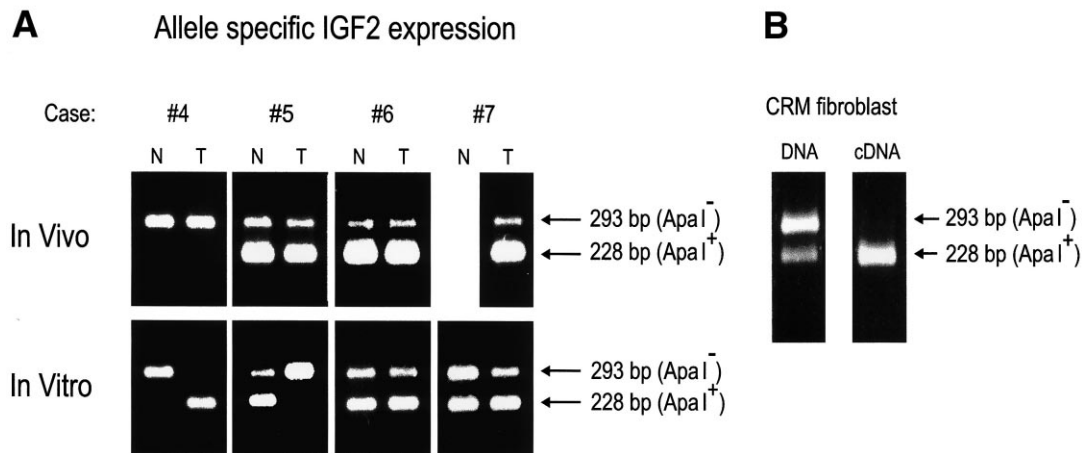 A
Allele specific IGF2 expression
Case: #4 #5 #6 #7
N T N T N T N T
In Vivo
293 bp (Apa I⁻)
228 bp (Apa I⁺)
In Vitro
293 bp (Apa I⁻)
228 bp (Apa I⁺)
B
CRM fibroblast
DNA cDNA
293 bp (Apa I⁻)
228 bp (Apa I⁺)